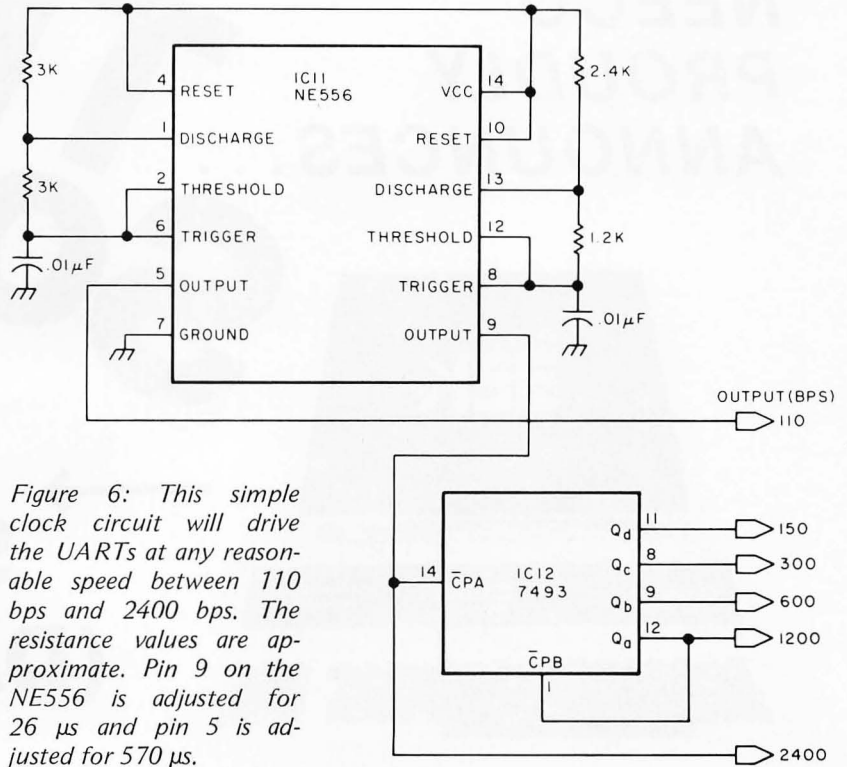 3K
3K
.01µF
IC11
NE556
4 RESET
1 DISCHARGE
2 THRESHOLD
6 TRIGGER
5 OUTPUT
7 GROUND
VCC 14
RESET 10
DISCHARGE 13
THRESHOLD 12
TRIGGER 8
OUTPUT 9
2.4K
1.2K
.01µF
OUTPUT (BPS)
110
14 C̅P̅A
IC12
7493
Qd 11
150
Qc 8
300
Qb 9
600
Qa 12
1200
C̅PB
1
2400
Figure 6: This simple
clock circuit will drive
the UARTs at any reason-
able speed between 110
bps and 2400 bps. The
resistance values are ap-
proximate. Pin 9 on the
NE556 is adjusted for
26 µs and pin 5 is ad-
justed for 570 µs.